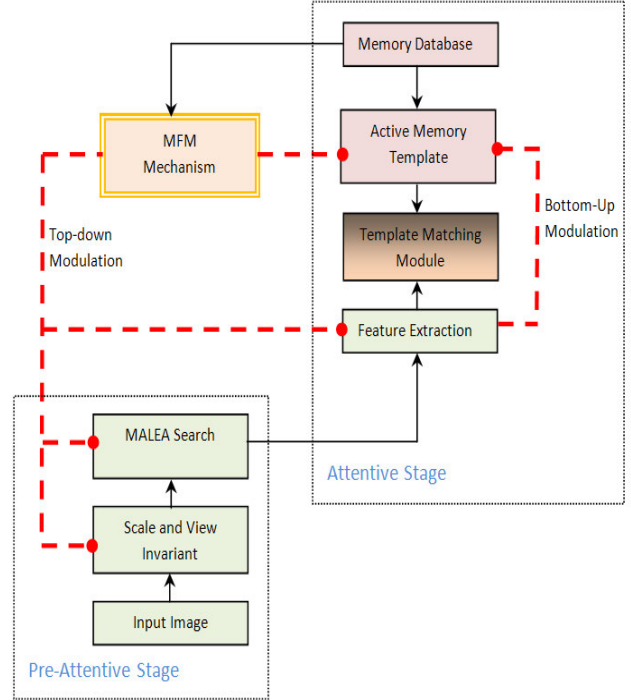 Memory Database
MFM
Mechanism
Active Memory
Template
Top-down
Modulation
Bottom-Up
Modulation
Template Matching
Module
Feature Extraction
MALEA Search
Attentive Stage
Scale and View
Invariant
Input Image
Pre-Attentive Stage